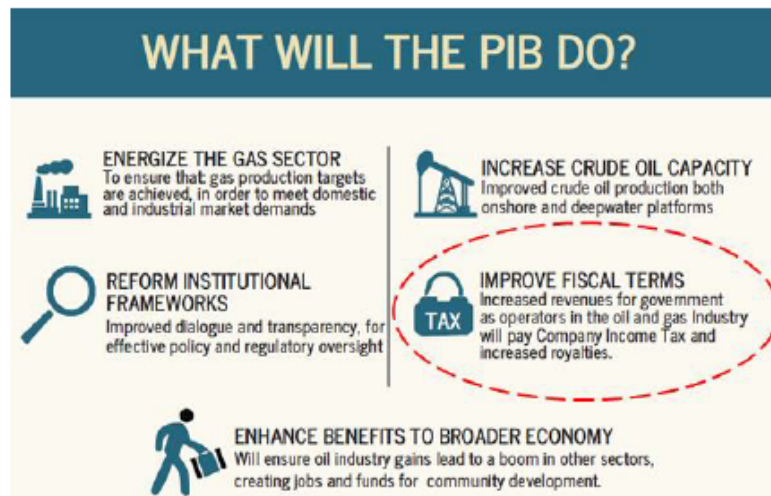 WHAT WILL THE PIB DO?
ENERGIZE THE GAS SECTOR
To ensure that: gas production targets
are achieved, in order to meet domestic
and industrial market demands
INCREASE CRUDE OIL CAPACITY
Improved crude oil production both
onshore and deepwater platforms
REFORM INSTITUTIONAL
FRAMEWORKS
Improved dialogue and transparency, for
effective policy and regulatory oversight
TAX
IMPROVE FISCAL TERMS
Increased revenues for government
as operators in the oil and gas Industry
will pay Company Income Tax and
increased royalties.
ENHANCE BENEFITS TO BROADER ECONOMY
Will ensure oil industry gains lead to a boom in other sectors,
creating jobs and funds for community development.